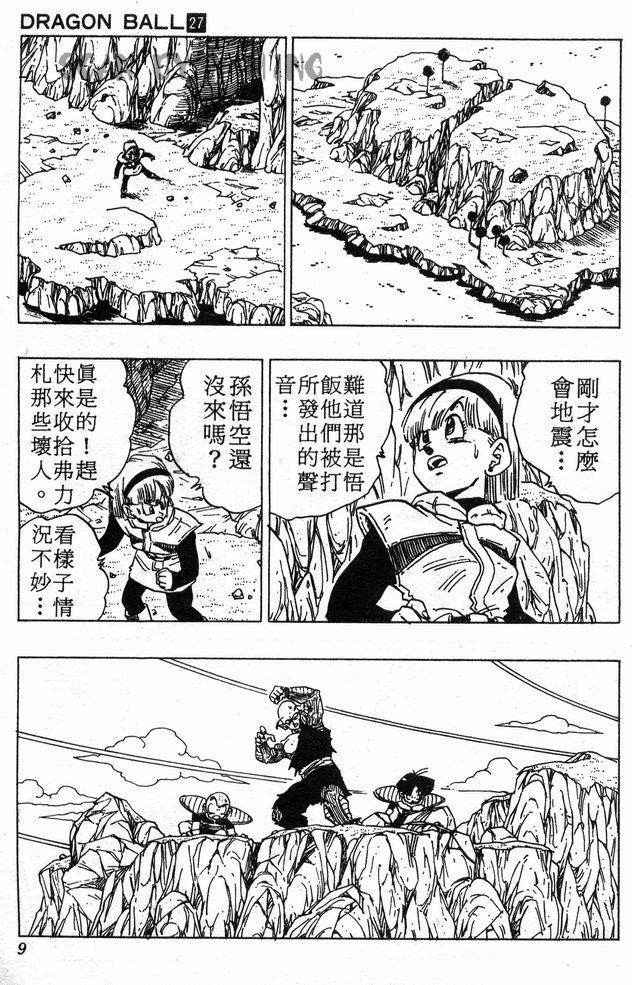 DRAGON BALL 27
剛才怎麼
會地震…
難道那是悟
飯他們被打
所發出的聲
音…
孫悟空還
沒來嗎？
真是的！趕
快來收拾弗力
札那些壞人。
看樣子情
況不妙…
9